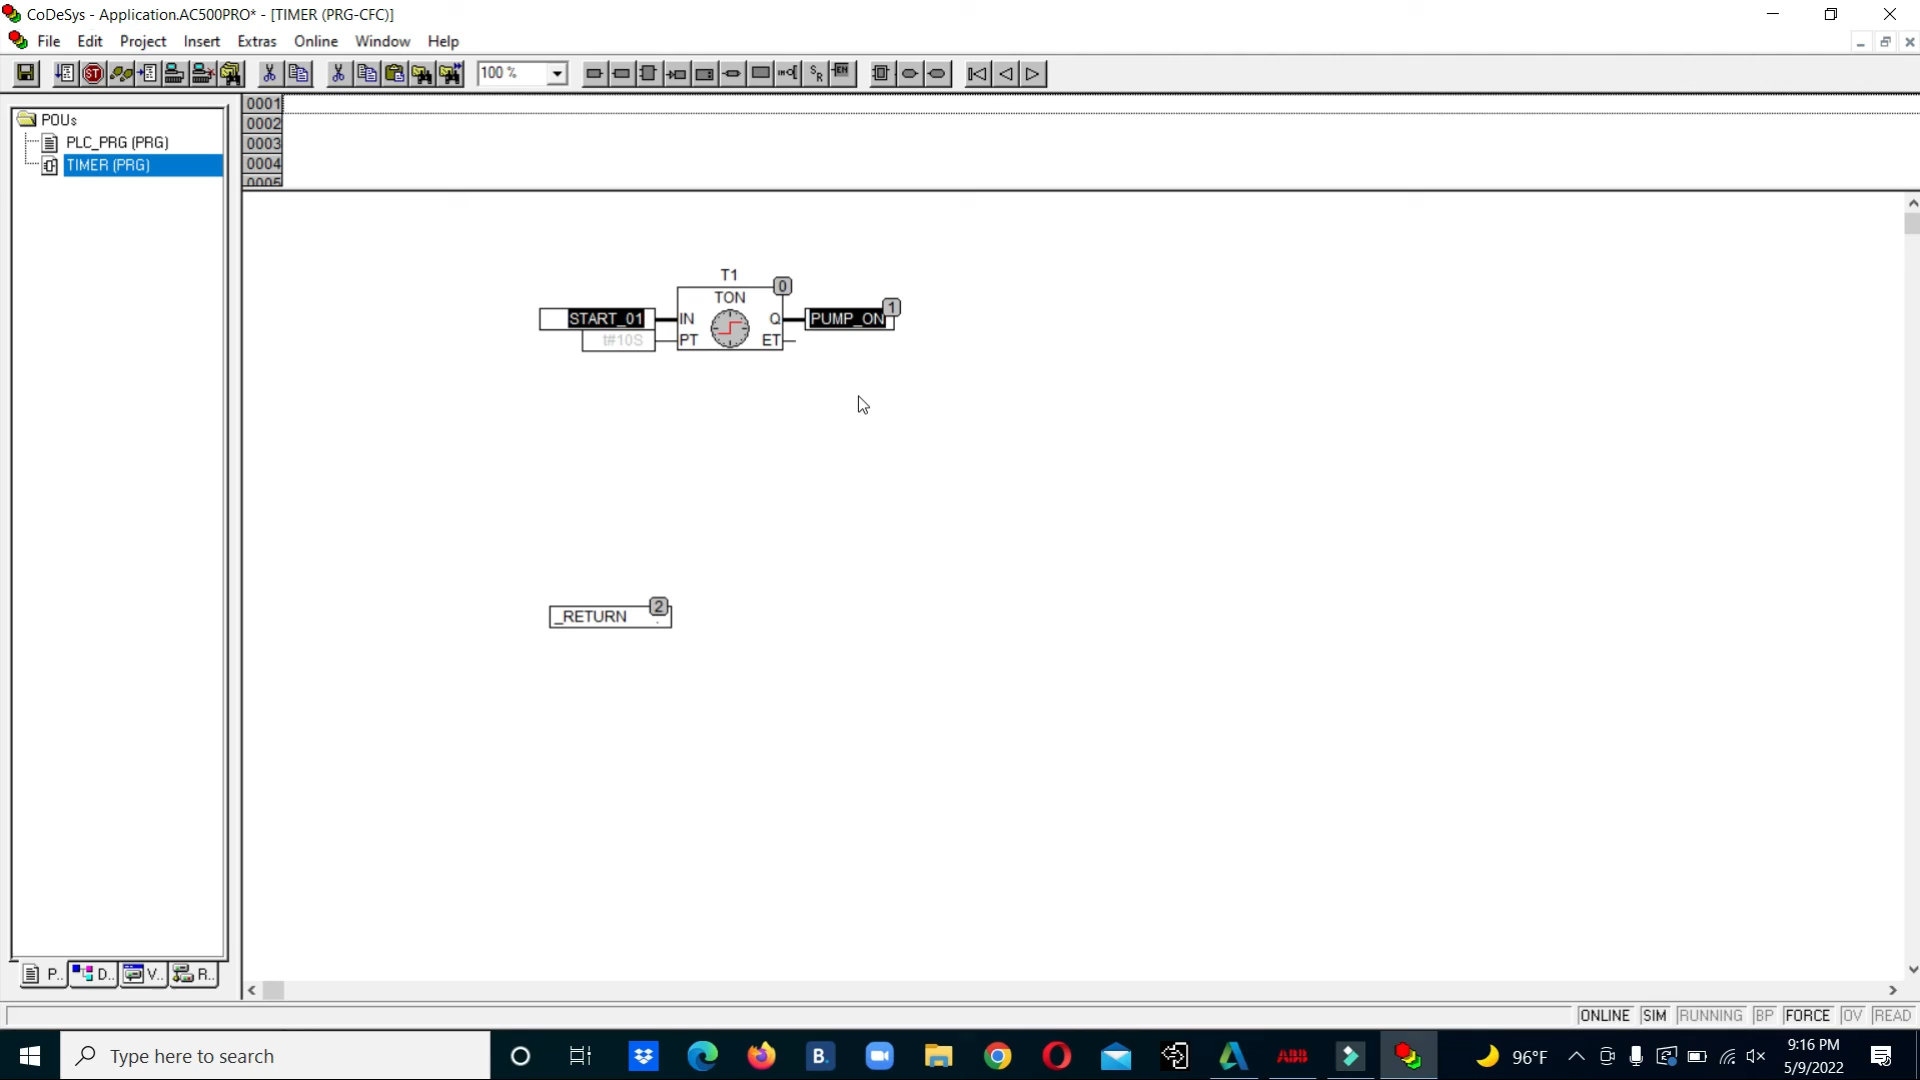 CoDeSys - Application.AC500PRO* - [TIMER (PRG-CFC)]
File Edit Project Insert Extras Online Window Help
100 %
POUs
PLC_PRG (PRG)
TIMER (PRG)
0001
0002
0003
0004
0005
T1
0
TON
START_01 IN Q PUMP_ON 1
t#10S PT ET
_RETURN 2
P.. D.. V.. R..
ONLINE SIM RUNNING BP FORCE OV READ
Type here to search
B.
ABB
96°F
9:16 PM
5/9/2022